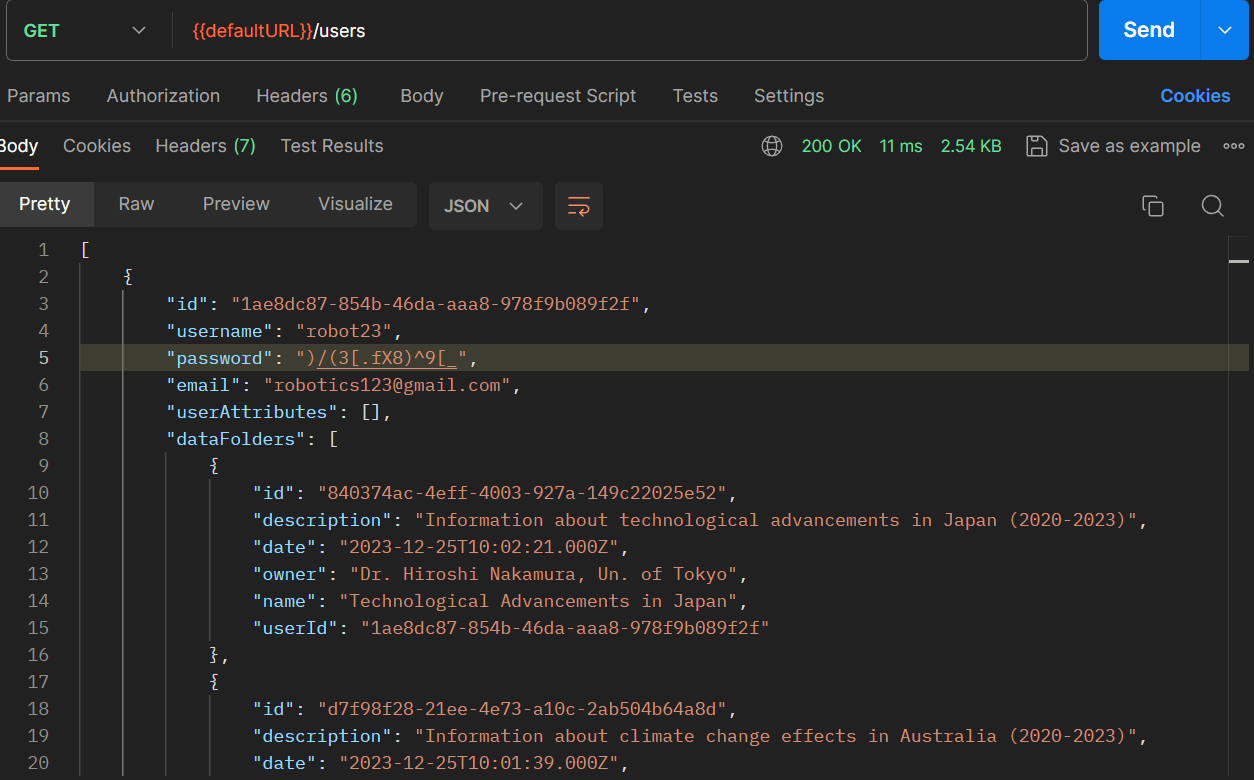 GET {{defaultURL}}/users Send
Params Authorization Headers (6) Body Pre-request Script Tests Settings Cookies
Body Cookies Headers (7) Test Results 200 OK 11 ms 2.54 KB Save as example
Pretty Raw Preview Visualize JSON
1 [
2 {
3 "id": "1ae8dc87-854b-46da-aaa8-978f9b089f2f",
4 "username": "robot23",
5 "password": ")/(3[.fX8)^9[_",
6 "email": "robotics123@gmail.com",
7 "userAttributes": [],
8 "dataFolders": [
9 {
10 "id": "840374ac-4eff-4003-927a-149c22025e52",
11 "description": "Information about technological advancements in Japan (2020-2023)",
12 "date": "2023-12-25T10:02:21.000Z",
13 "owner": "Dr. Hiroshi Nakamura, Un. of Tokyo",
14 "name": "Technological Advancements in Japan",
15 "userId": "1ae8dc87-854b-46da-aaa8-978f9b089f2f"
16 },
17 {
18 "id": "d7f98f28-21ee-4e73-a10c-2ab504b64a8d",
19 "description": "Information about climate change effects in Australia (2020-2023)",
20 "date": "2023-12-25T10:01:39.000Z",